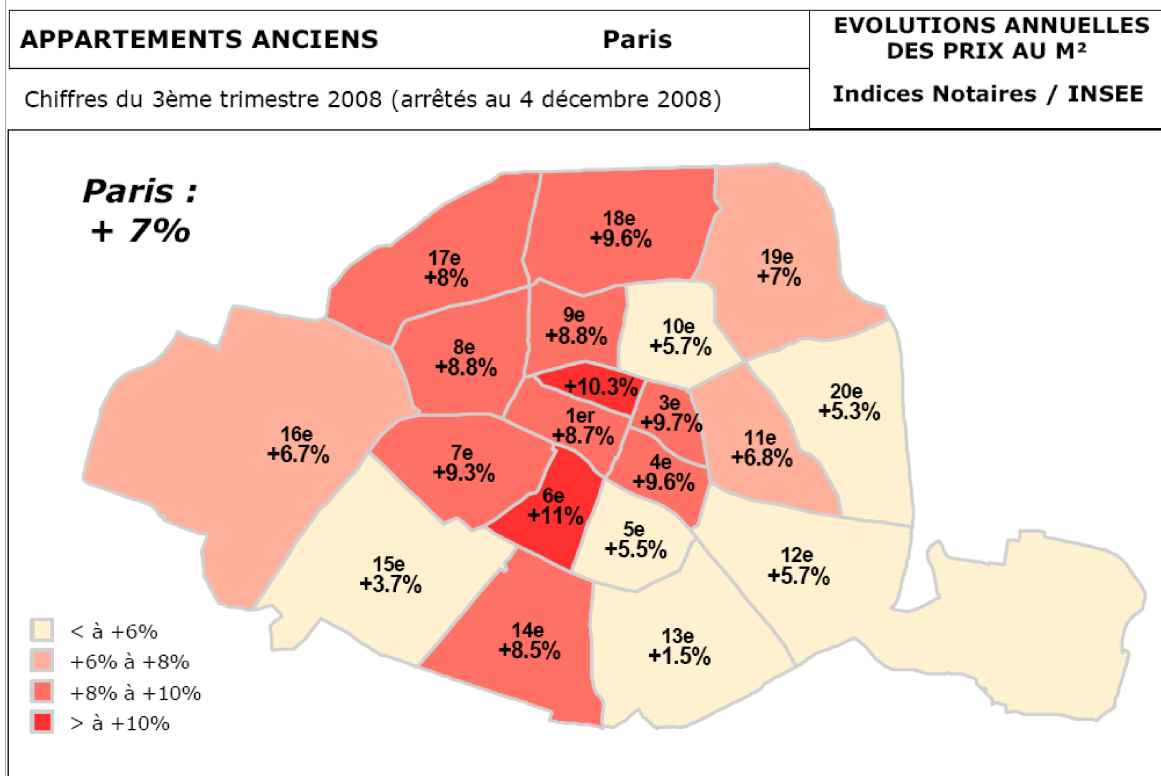 APPARTEMENTS ANCIENS
Paris
EVOLUTIONS ANNUELLES
DES PRIX AU M²
Indices Notaires / INSEE
Chiffres du 3ème trimestre 2008 (arrêtés au 4 décembre 2008)
Paris :
+ 7%
18e
+9.6%
17e
+8%
19e
+7%
9e
+8.8%
10e
+5.7%
8e
+8.8%
+10.3%
20e
+5.3%
3e
+9.7%
1er
+8.7%
16e
+6.7%
11e
+6.8%
7e
+9.3%
4e
+9.6%
6e
+11%
5e
+5.5%
15e
+3.7%
12e
+5.7%
14e
+8.5%
13e
+1.5%
< à +6%
+6% à +8%
+8% à +10%
> à +10%